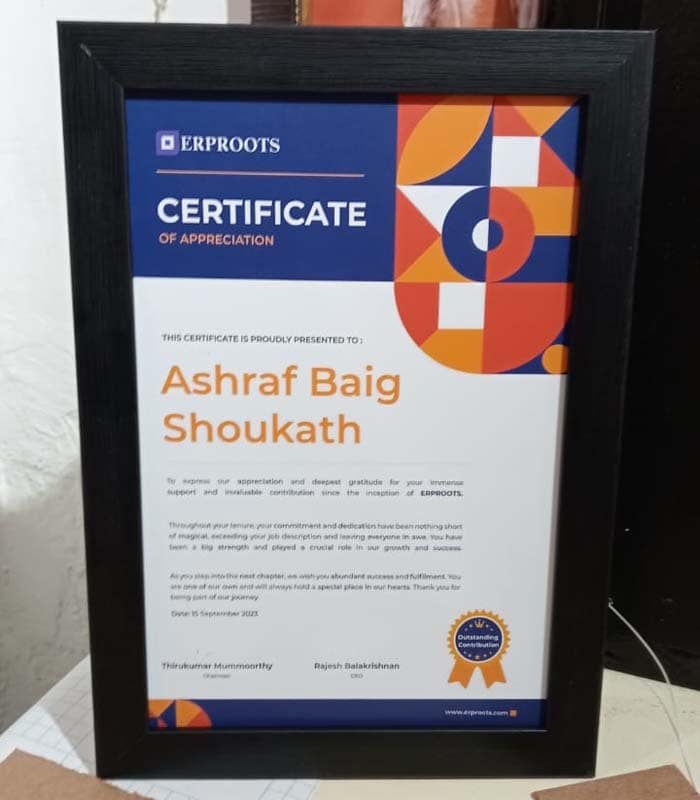 ERPROOTS
CERTIFICATE
OF APPRECIATION
THIS CERTIFICATE IS PROUDLY PRESENTED TO :
Ashraf Baig
Shoukath
To express our appreciation and deepest gratitude for your immense
support and invaluable contribution since the inception of ERPROOTS.
Throughout your tenure, your commitment and dedication have been nothing short
of magical, exceeding your job description and leaving everyone in awe. You have
been a big strength and played a crucial role in our growth and success.
As you step into the next chapter, we wish you abundant success and fulfilment. You
are one of our own and will always hold a special place in our hearts. Thank you for
being part of our journey.
Date: 15 September 2023
Outstanding
Contribution
Thirukumar Mummoorthy
Chairman
Rajesh Balakrishnan
CEO
www.erproots.com